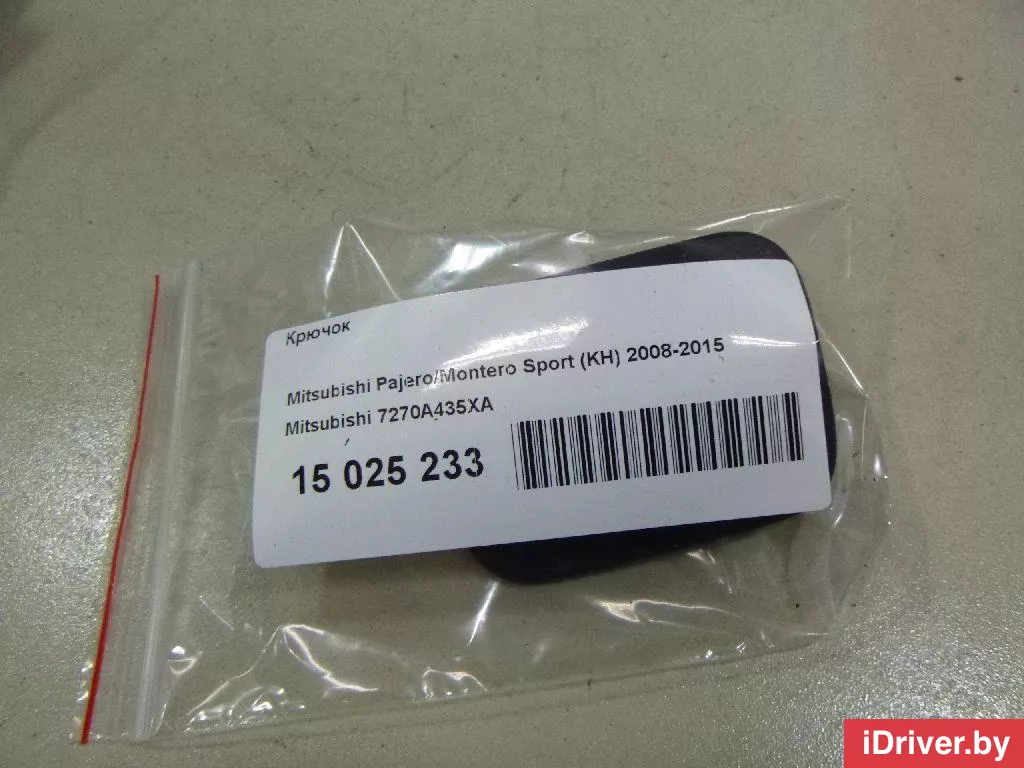 Крючок
Mitsubishi Pajero/Montero Sport (KH) 2008-2015
Mitsubishi 7270A435XA
15 025 233
iDriver.by